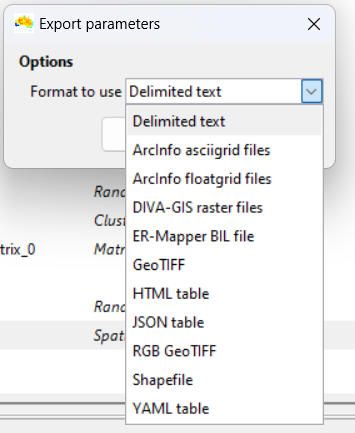 Export parameters
Options
Format to use Delimited text
Delimited text
ArcInfo asciigrid files
ArcInfo floatgrid files
DIVA-GIS raster files
ER-Mapper BIL file
GeoTIFF
HTML table
JSON table
RGB GeoTIFF
Shapefile
YAML table
Rand
Clust
trix_0 Matr
Rand
Spat